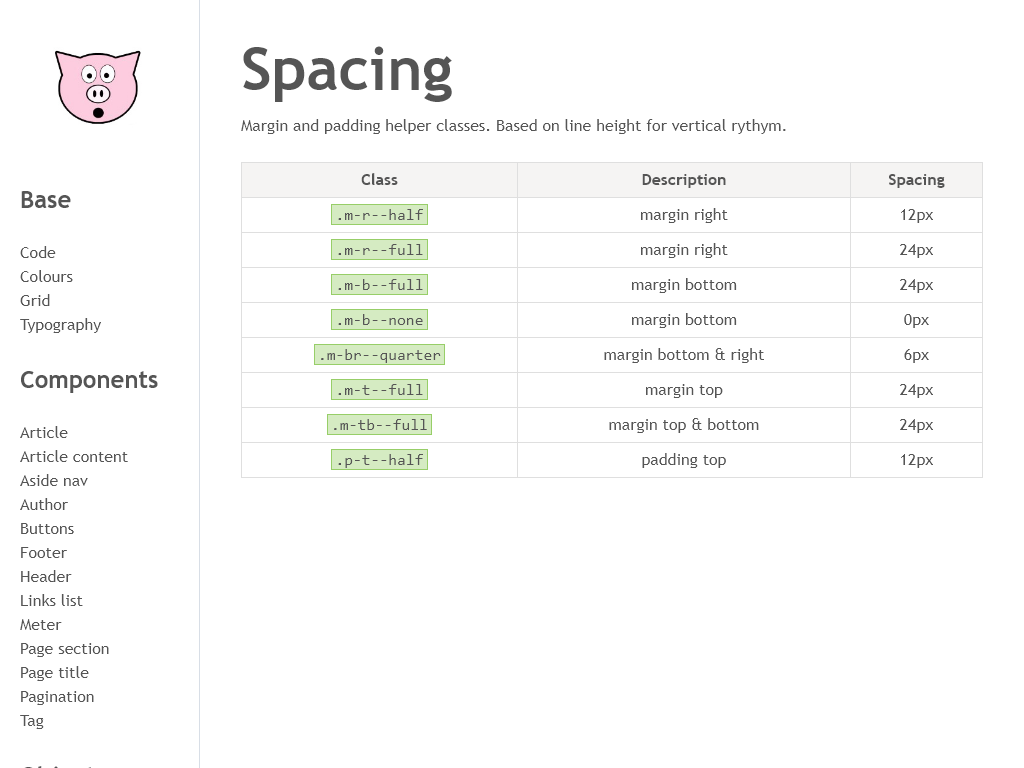 Spacing
Margin and padding helper classes. Based on line height for vertical rythym.
Class Description Spacing
.m-r--half margin right 12px
.m-r--full margin right 24px
.m-b--full margin bottom 24px
.m-b--none margin bottom 0px
.m-br--quarter margin bottom & right 6px
.m-t--full margin top 24px
.m-tb--full margin top & bottom 24px
.p-t--half padding top 12px
Base
Code
Colours
Grid
Typography
Components
Article
Article content
Aside nav
Author
Buttons
Footer
Header
Links list
Meter
Page section
Page title
Pagination
Tag